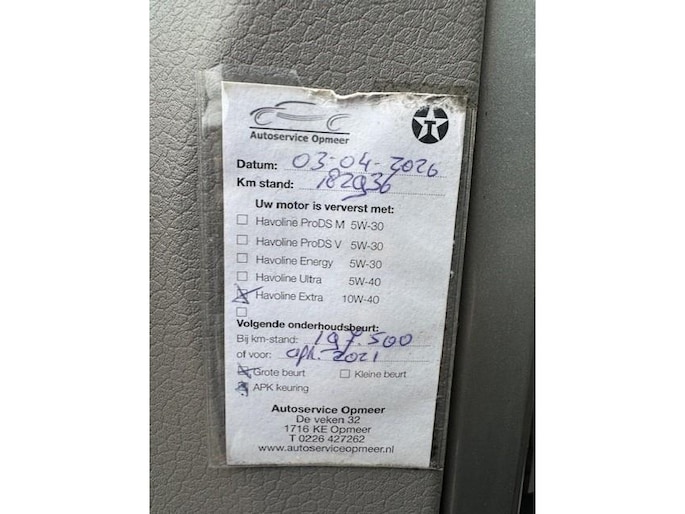 Autoservice Opmeer
T
Datum: 03-04-2020
Km stand: 182936
Uw motor is ververst met:
Havoline ProDS M 5W-30
Havoline ProDS V 5W-30
Havoline Energy 5W-30
Havoline Ultra 5W-40
Havoline Extra 10W-40
Volgende onderhoudsbeurt:
Bij km-stand: 197.500
of voor: apr. 2021
Grote beurt Kleine beurt
APK keuring
Autoservice Opmeer
De veken 32
1716 KE Opmeer
T 0226 427262
www.autoserviceopmeer.nl